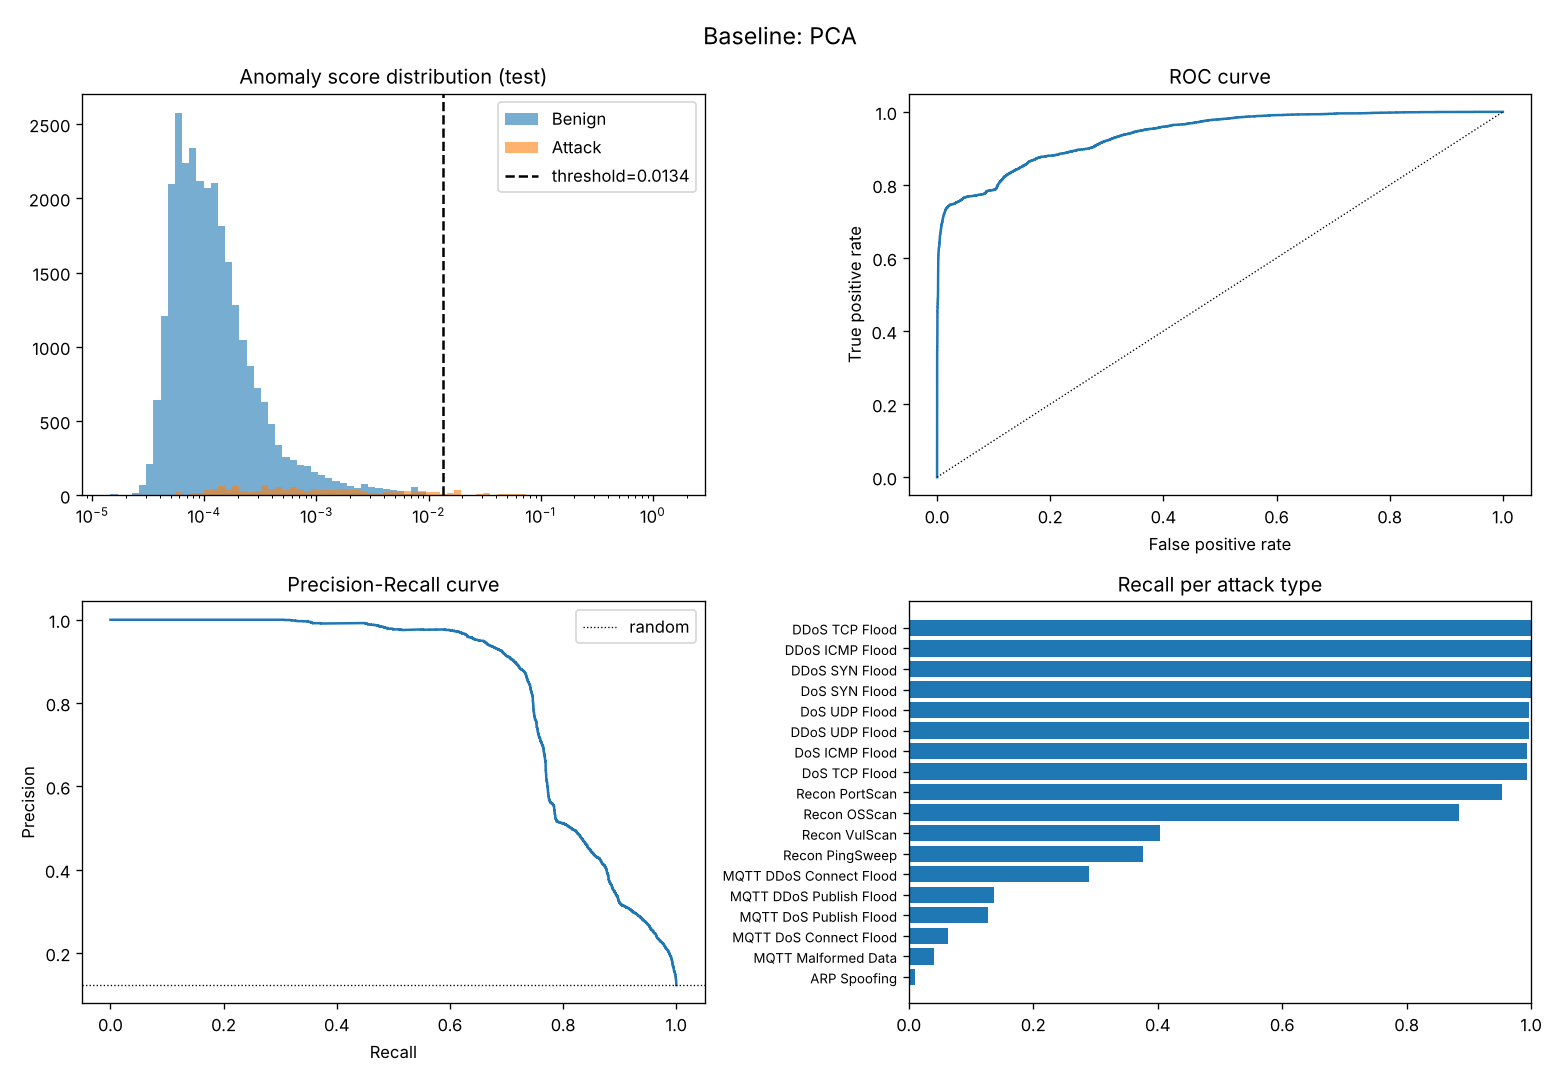 Baseline: PCA
Anomaly score distribution (test)
2500
2000
1500
1000
500
0
10⁻⁵
10⁻⁴
10⁻³
10⁻²
10⁻¹
10⁰
Benign
Attack
threshold=0.0134
ROC curve
True positive rate
1.0
0.8
0.6
0.4
0.2
0.0
0.0
0.2
0.4
0.6
0.8
1.0
False positive rate
Precision-Recall curve
Precision
1.0
0.8
0.6
0.4
0.2
random
0.0
0.2
0.4
0.6
0.8
1.0
Recall
Recall per attack type
DDoS TCP Flood
DDoS ICMP Flood
DDoS SYN Flood
DoS SYN Flood
DoS UDP Flood
DDoS UDP Flood
DoS ICMP Flood
DoS TCP Flood
Recon PortScan
Recon OSScan
Recon VulScan
Recon PingSweep
MQTT DDoS Connect Flood
MQTT DDoS Publish Flood
MQTT DoS Publish Flood
MQTT DoS Connect Flood
MQTT Malformed Data
ARP Spoofing
0.0
0.2
0.4
0.6
0.8
1.0